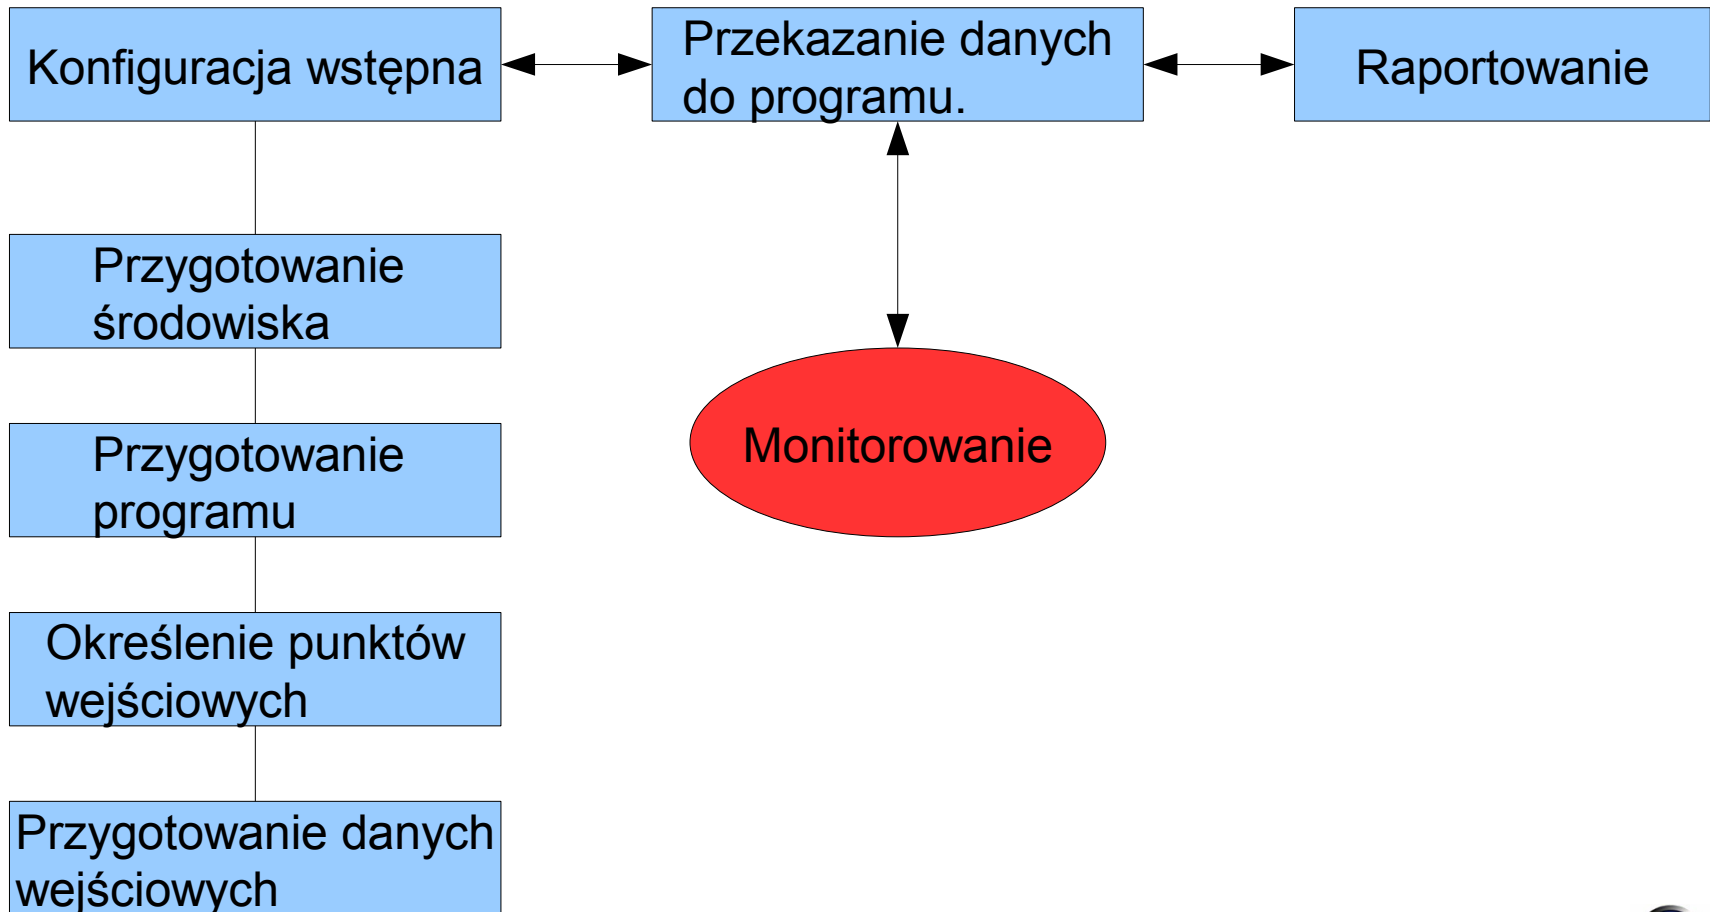 Konfiguracja wstępna
Przekazanie danych
do programu.
Raportowanie
Przygotowanie
środowiska
Przygotowanie
programu
Monitorowanie
Określenie punktów
wejściowych
Przygotowanie danych
wejściowych